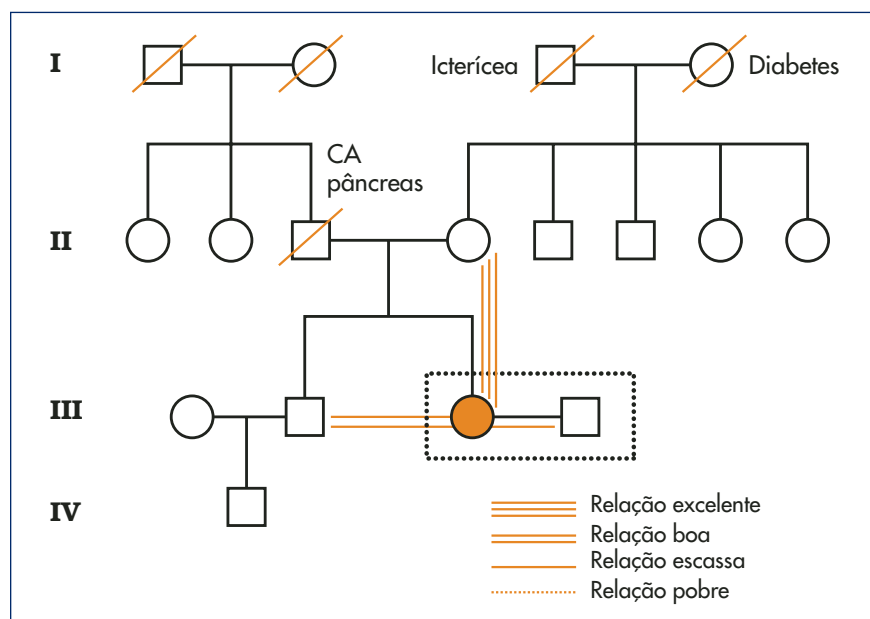 I
Icterícea
Diabetes
CA
pâncreas
II
III
IV
Relação excelente
Relação boa
Relação escassa
Relação pobre